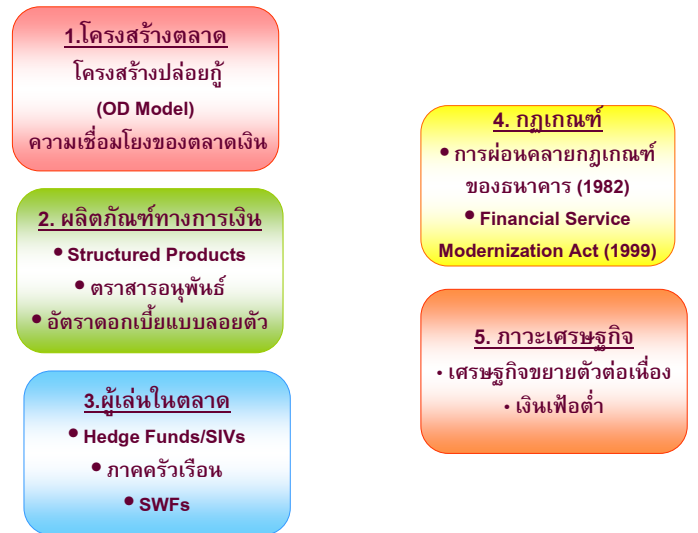 1.โครงสร้างตลาด
โครงสร้างปล่อยกู้
(OD Model)
ความเชื่อมโยงของตลาดเงิน
2. ผลิตภัณฑ์ทางการเงิน
• Structured Products
• ตราสารอนุพันธ์
• อัตราดอกเบี้ยแบบลอยตัว
3.ผู้เล่นในตลาด
• Hedge Funds/SIVs
• ภาคครัวเรือน
• SWFs
4. กฎเกณฑ์
• การผ่อนคลายกฎเกณฑ์
ของธนาคาร (1982)
• Financial Service
Modernization Act (1999)
5. ภาวะเศรษฐกิจ
• เศรษฐกิจขยายตัวต่อเนื่อง
• เงินเฟ้อต่ำ